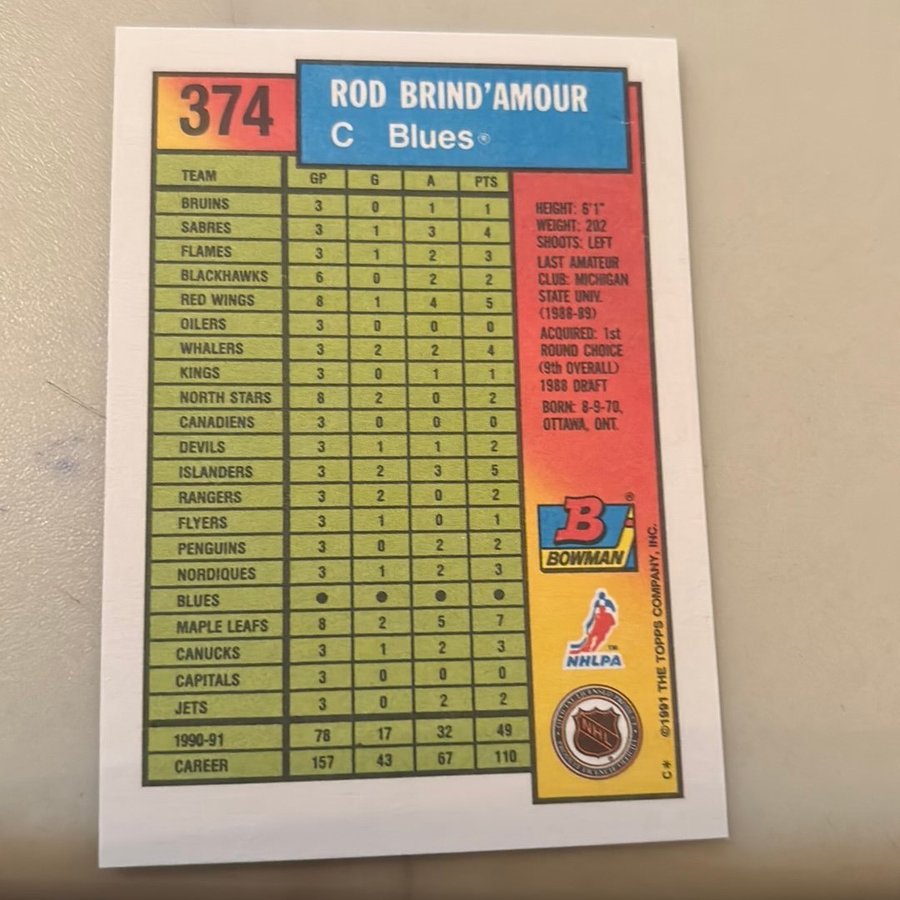 374
ROD BRIND'AMOUR
C Blues®
TEAM GP G A PTS
BRUINS 3 0 1 1
SABRES 3 1 3 4
FLAMES 3 1 2 3
BLACKHAWKS 6 0 2 2
RED WINGS 8 1 4 5
OILERS 3 0 0 0
WHALERS 3 2 2 4
KINGS 3 0 1 1
NORTH STARS 8 2 0 2
CANADIENS 3 0 0 0
DEVILS 3 1 1 2
ISLANDERS 3 2 3 5
RANGERS 3 2 0 2
FLYERS 3 1 0 1
PENGUINS 3 0 2 2
NORDIQUES 3 1 2 3
BLUES ● ● ● ●
MAPLE LEAFS 8 2 5 7
CANUCKS 3 1 2 3
CAPITALS 3 0 0 0
JETS 3 0 2 2
1990-91 78 17 32 49
CAREER 157 43 67 110
HEIGHT: 6'1"
WEIGHT: 202
SHOOTS: LEFT
LAST AMATEUR
CLUB: MICHIGAN
STATE UNIV.
(1988-89)
ACQUIRED: 1st
ROUND CHOICE
(9th OVERALL)
1988 DRAFT
BORN: 8-9-70,
OTTAWA, ONT.
B®
BOWMAN
NHLPA™
NHL
©1991 THE TOPPS COMPANY, INC.
C*